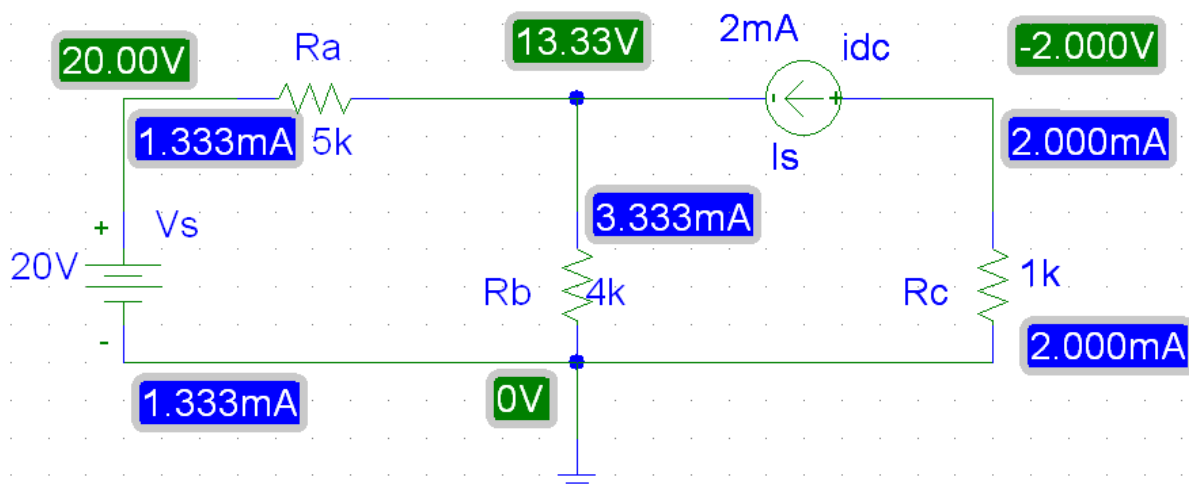 20.00V
Ra
13.33V
2mA
idc
-2.000V
1.333mA
5k
- +
Is
2.000mA
+
Vs
3.333mA
20V
Rb
4k
Rc
1k
-
2.000mA
1.333mA
0V